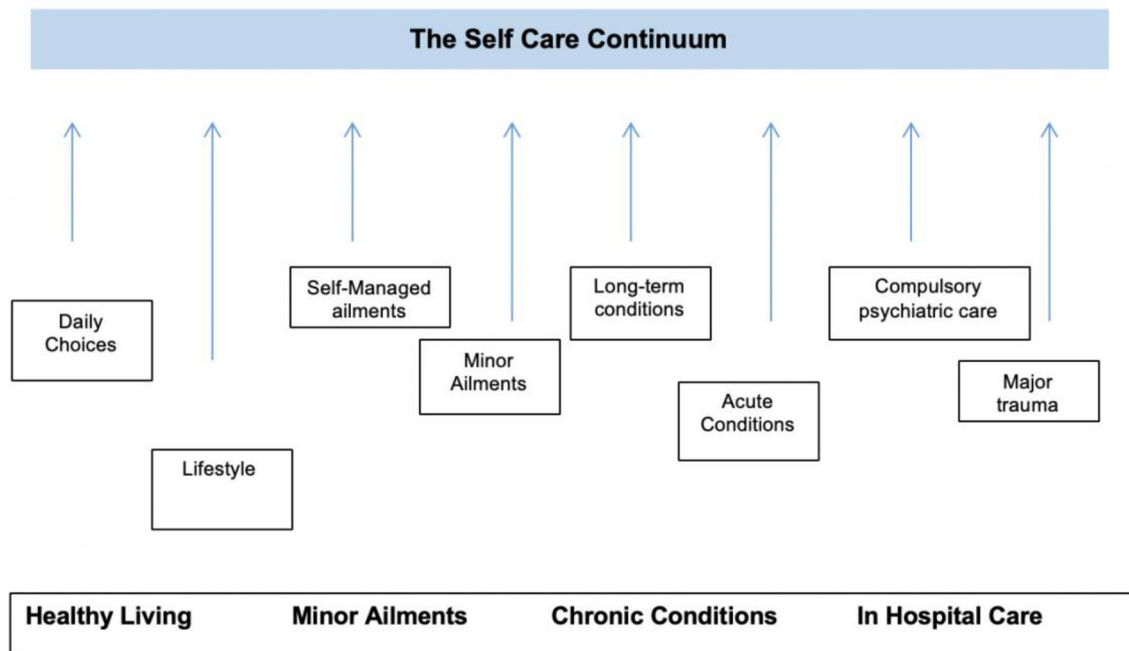 The Self Care Continuum
Daily
Choices
Lifestyle
Self-Managed
ailments
Minor
Ailments
Long-term
conditions
Acute
Conditions
Compulsory
psychiatric care
Major
trauma
Healthy Living Minor Ailments Chronic Conditions In Hospital Care